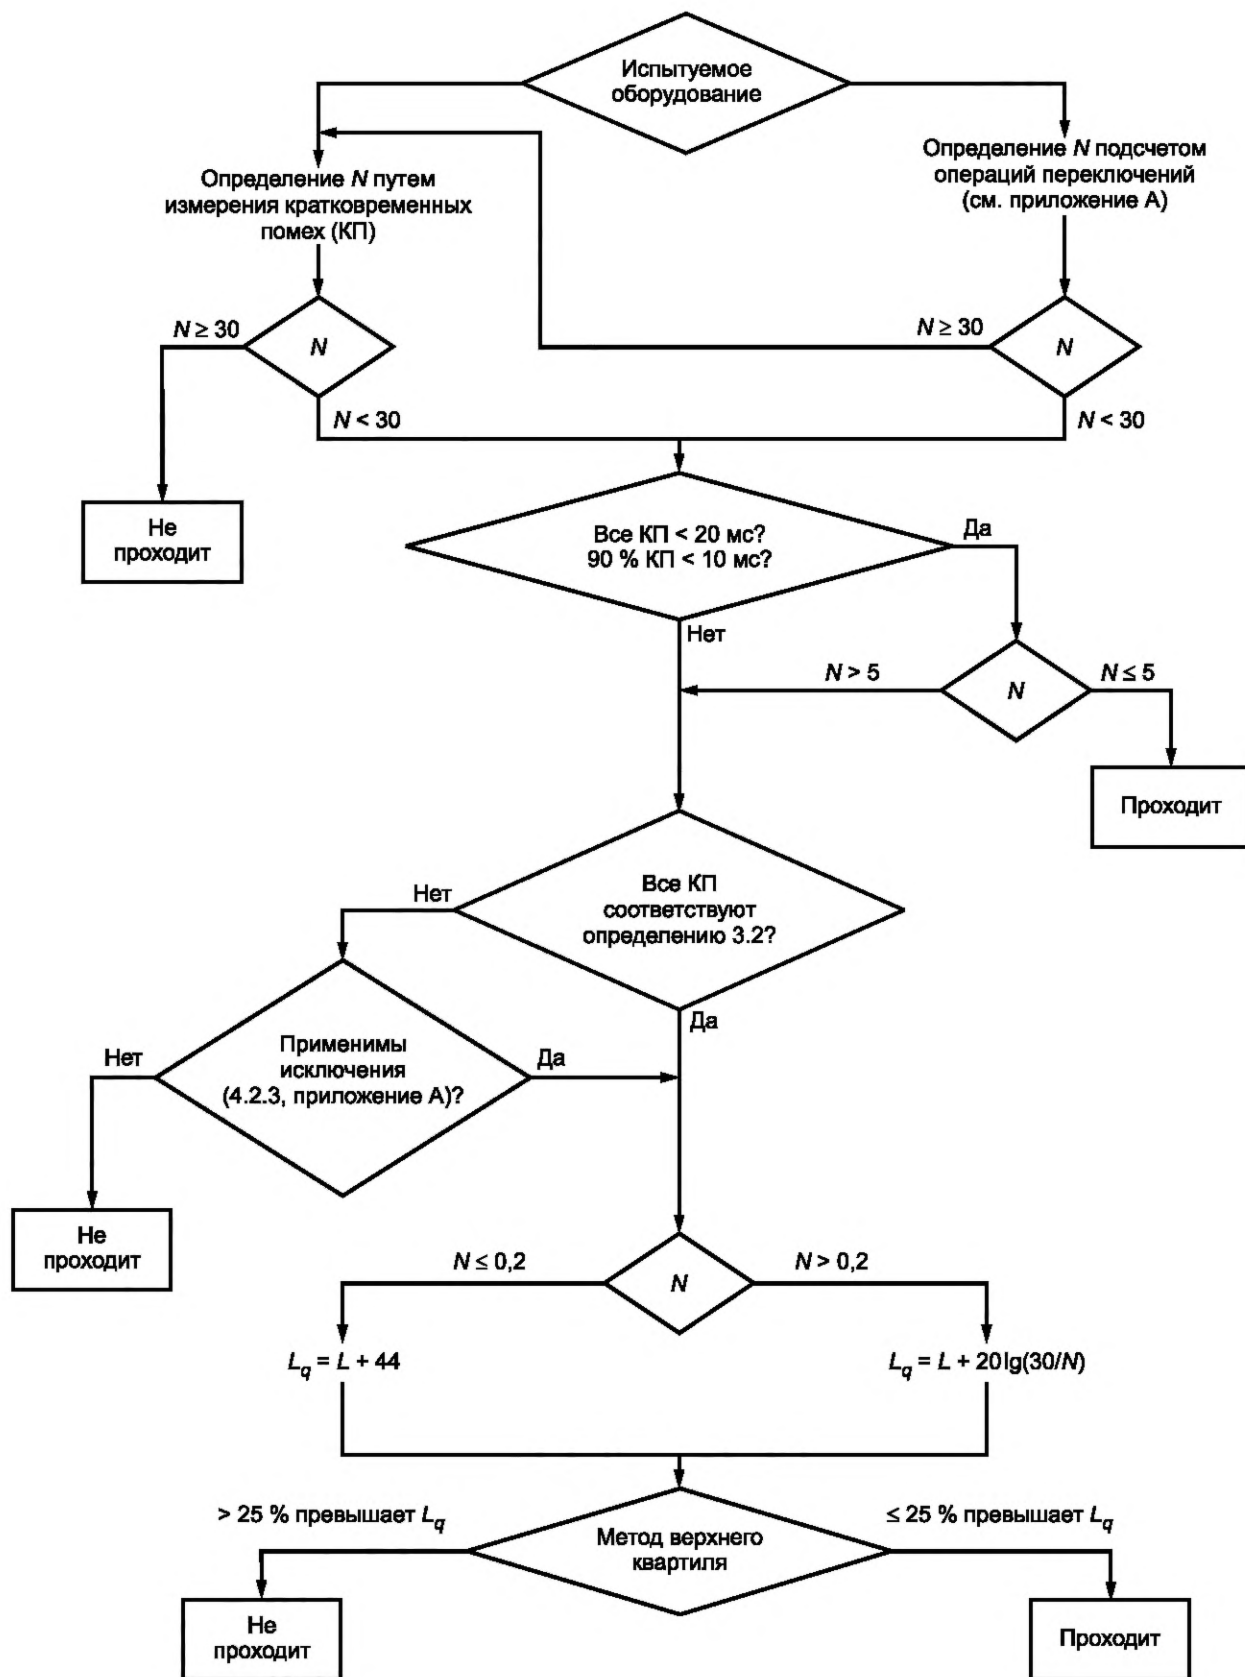 Испытуемое
оборудование
Определение N путем
измерения кратковременных
помех (КП)
Определение N подсчетом
операций переключений
(см. приложение А)
N ≥ 30
N
N ≥ 30
N
N < 30
N < 30
Не
проходит
Все КП < 20 мс?
90 % КП < 10 мс?
Да
Нет
N > 5
N
N ≤ 5
Проходит
Нет
Все КП
соответствуют
определению 3.2?
Да
Нет
Применимы
исключения
(4.2.3, приложение А)?
Да
Не
проходит
N ≤ 0,2
N
N > 0,2
L_q = L + 44
L_q = L + 20 lg(30/N)
> 25 % превышает L_q
Метод верхнего
квартиля
≤ 25 % превышает L_q
Не
проходит
Проходит